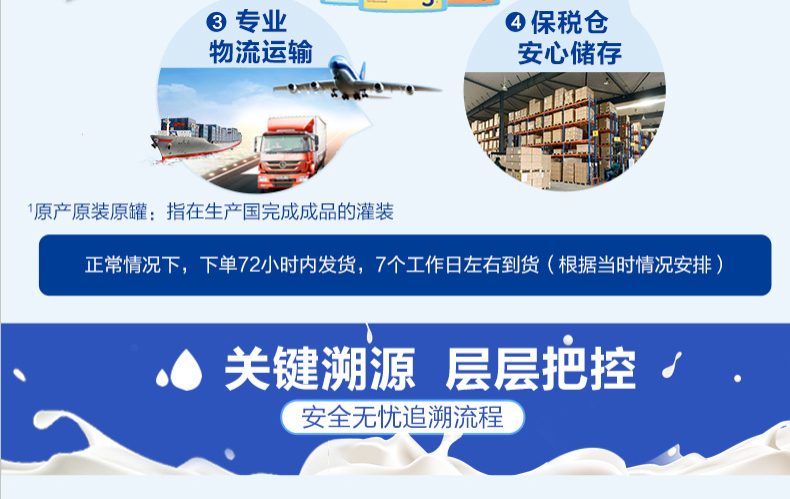 ❸ 专业
物流运输
❹ 保税仓
安心储存
¹原产原装原罐：指在生产国完成成品的灌装
正常情况下，下单72小时内发货，7个工作日左右到货（根据当时情况安排）
关键溯源 层层把控
安全无忧追溯流程